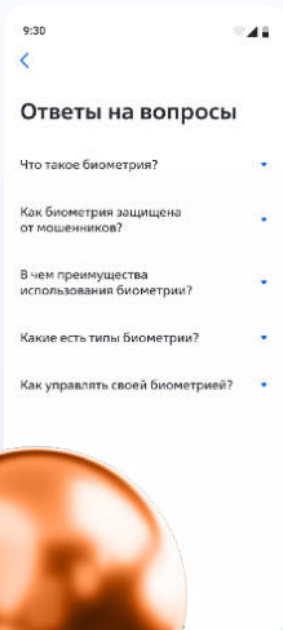 9:30
Ответы на вопросы
Что такое биометрия?
Как биометрия защищена
от мошенников?
В чем преимущества
использования биометрии?
Какие есть типы биометрии?
Как управлять своей биометрией?